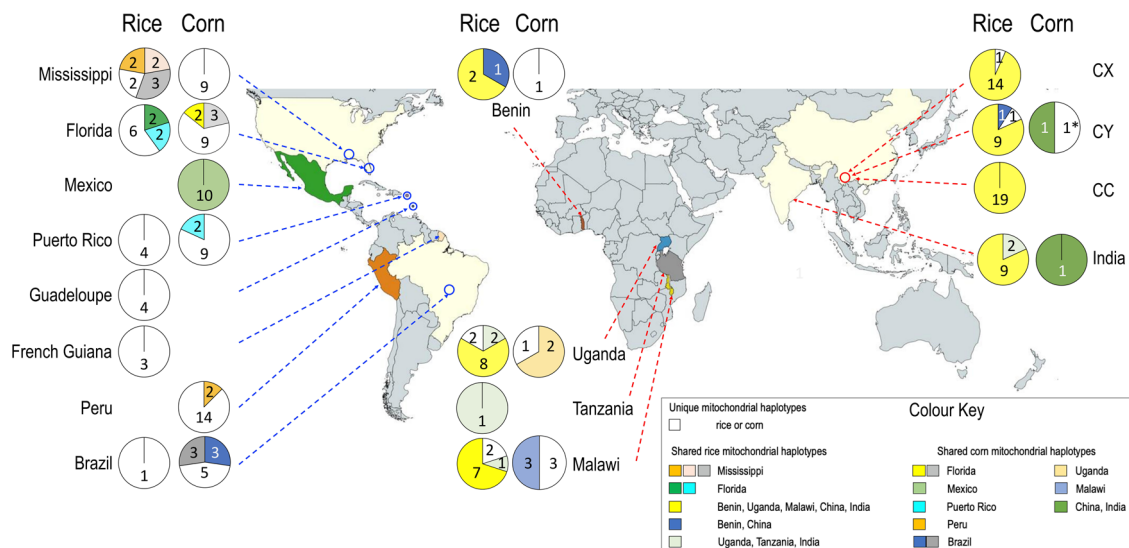 Rice Corn
Mississippi
2 2
2 3
9
Florida
2
6 2
2 3
9
Mexico
10
Puerto Rico
4
2
9
Guadeloupe
4
French Guiana
3
Peru
2
14
Brazil
1
3 3
5
Rice Corn
2 1
1
Benin
2 2
8
1 2
Uganda
1
Tanzania
2
1
7
3 3
Malawi
Rice Corn
1
14
CX
1 1
9
1 1*
CY
19
CC
2
9
1
India
1
Colour Key
Unique mitochondrial haplotypes
rice or corn
Shared rice mitochondrial haplotypes
Mississippi
Florida
Benin, Uganda, Malawi, China, India
Benin, China
Uganda, Tanzania, India
Shared corn mitochondrial haplotypes
Florida
Mexico
Puerto Rico
Peru
Brazil
Uganda
Malawi
China, India